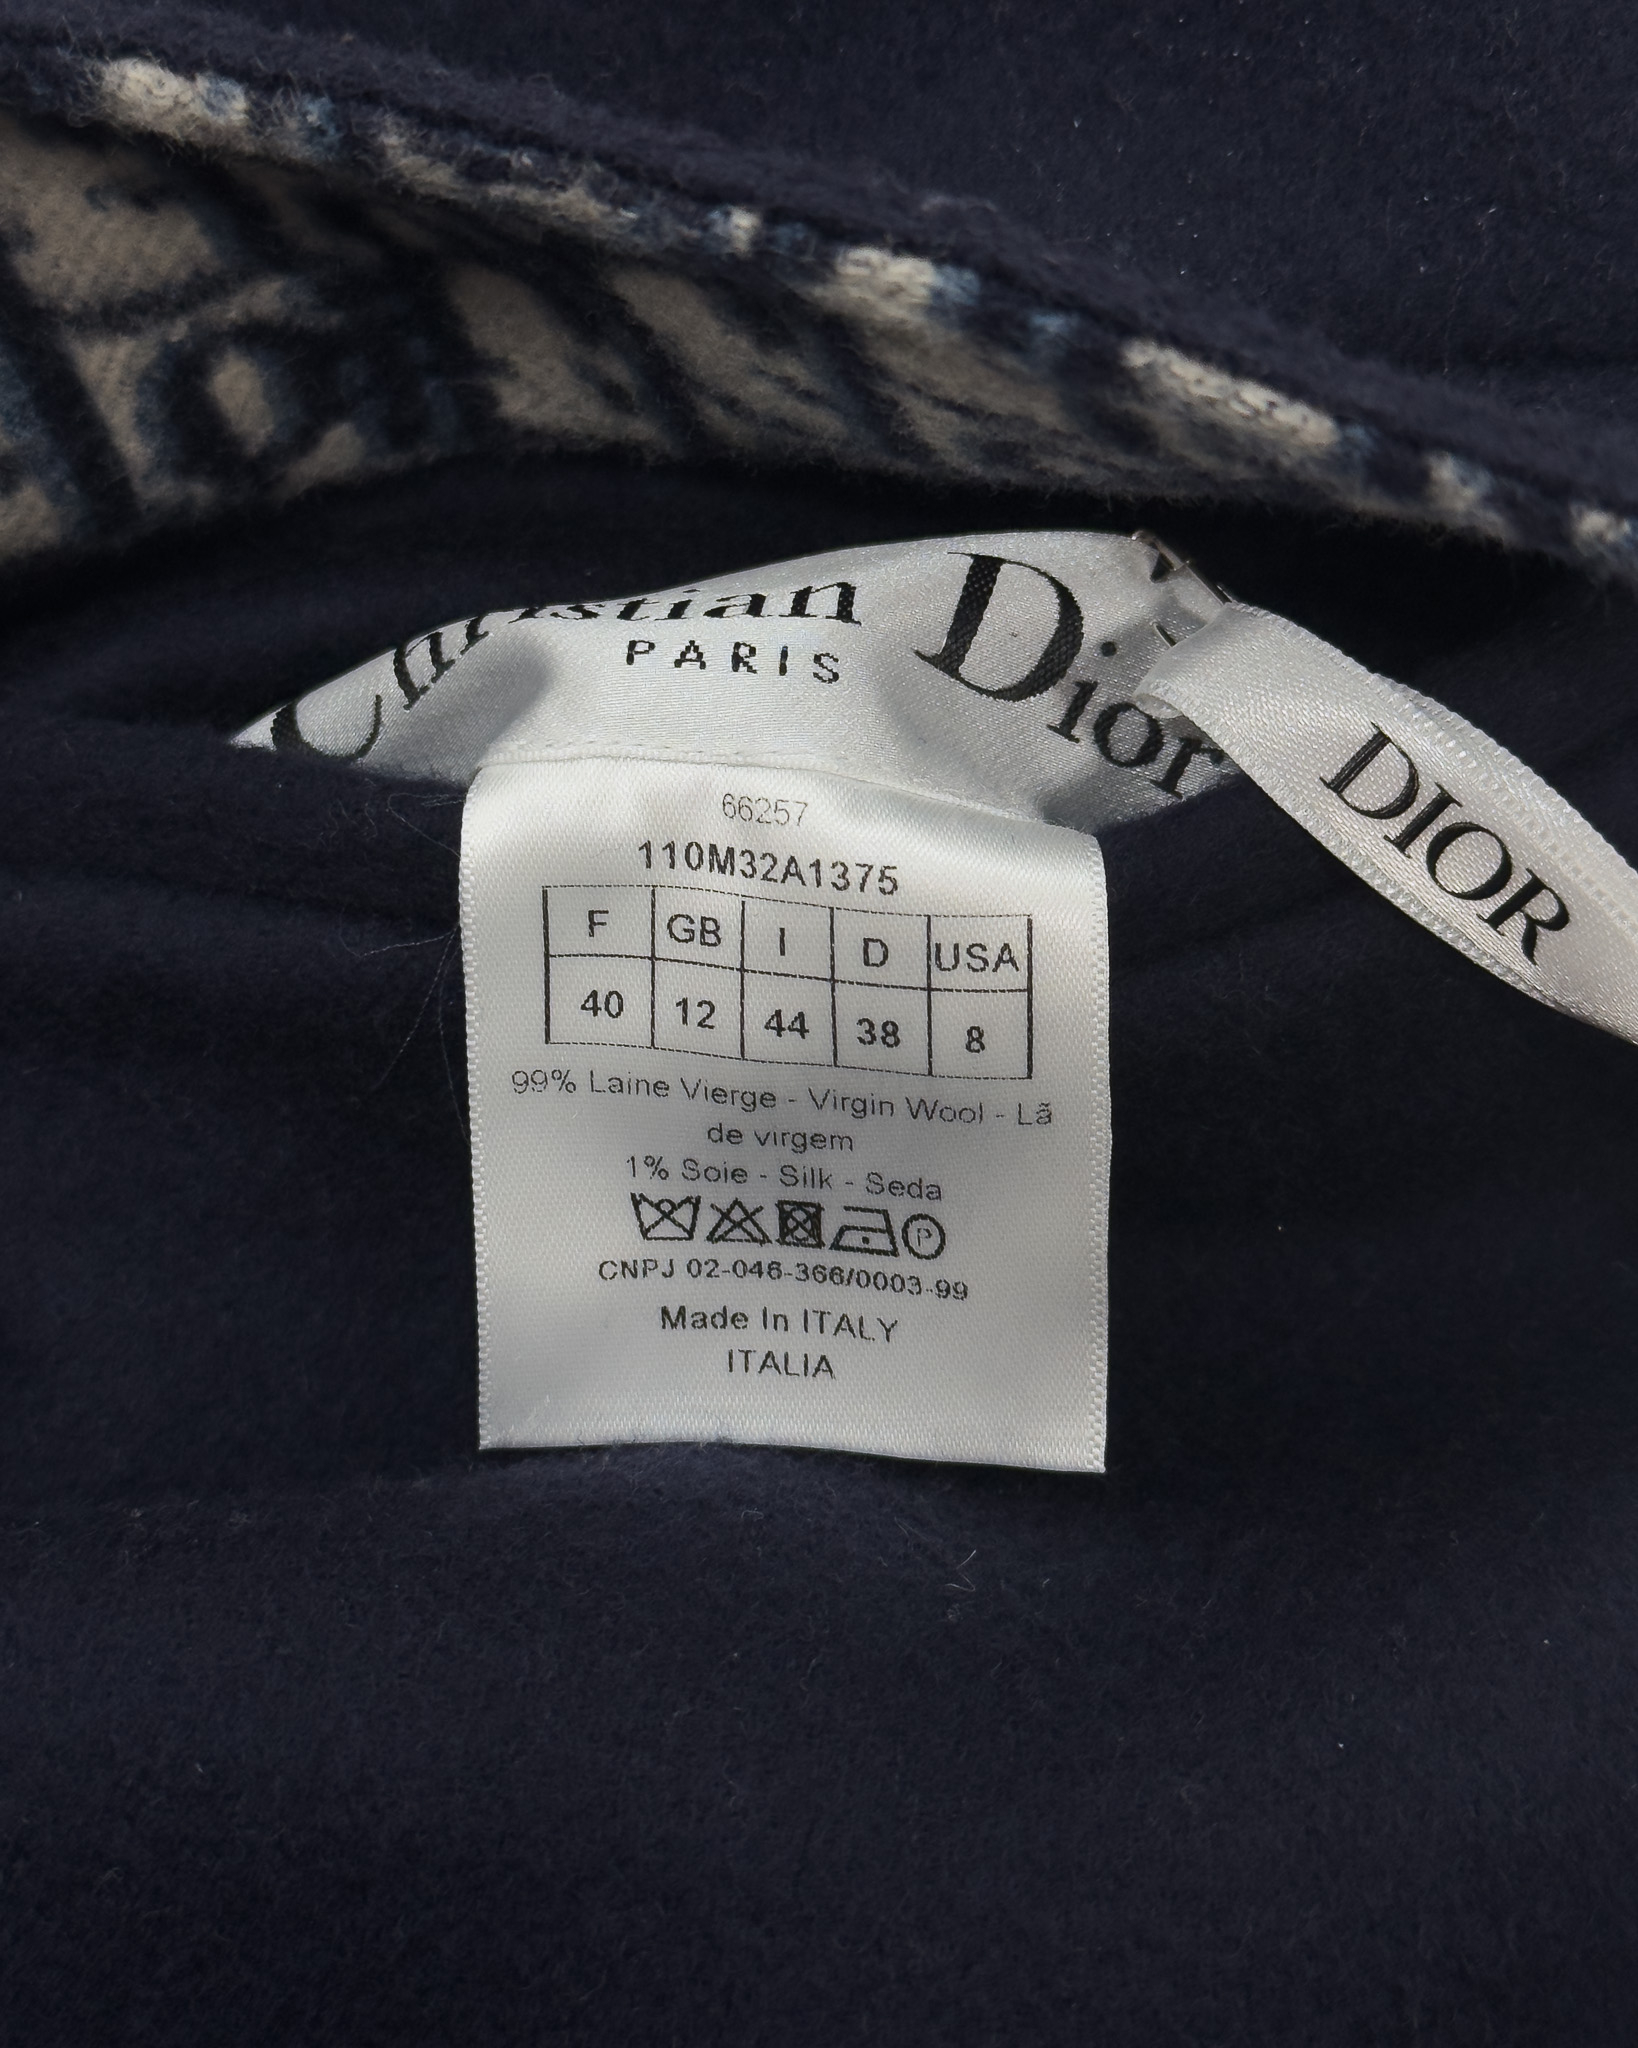 Christian Dior
PARIS
DIOR
66257
110M32A1375
F GB I D USA
40 12 44 38 8
99% Laine Vierge - Virgin Wool - Lã
de virgem
1% Soie - Silk - Seda
P
CNPJ 02-046-366/0003-99
Made In ITALY
ITALIA